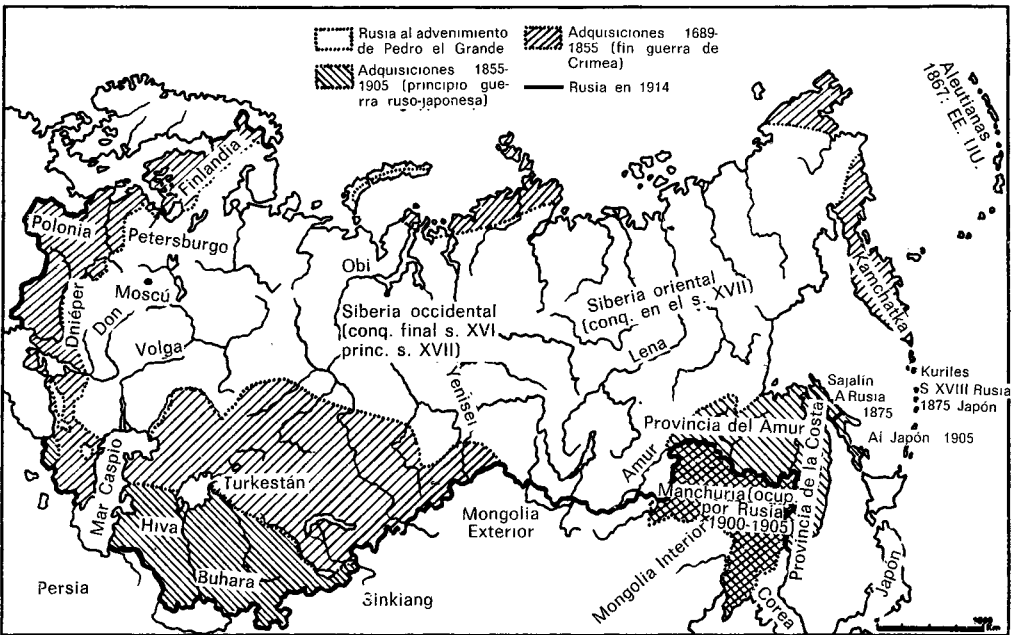 Rusia al advenimiento
de Pedro el Grande
Adquisiciones 1855-
1905 (principio gue-
rra ruso-japonesa)
Adquisiciones 1689-
1855 (fin guerra de
Crimea)
Rusia en 1914
Aleutianas
1867: EE. UU.
Finlandia
Polonia
Petersburgo
Dniéper
Moscú
Don
Volga
Obi
Siberia occidental
(conq. final s. XVI
princ. s. XVII)
Yenisei
Siberia oriental
(conq. en el s. XVII)
Lena
Kamchatka
Kuriles
S XVIII Rusia
1875 Japón
Sajalín
A Rusia
1875
Al Japón 1905
Provincia del Amur
Amur
Provincia de la Costa
Manchuria (ocup.
por Rusia
1900-1905)
Mar Caspio
Turkestán
Hiva
Buhara
Persia
Sinkiang
Mongolia
Exterior
Mongolia Interior
Corea
Japón
Km